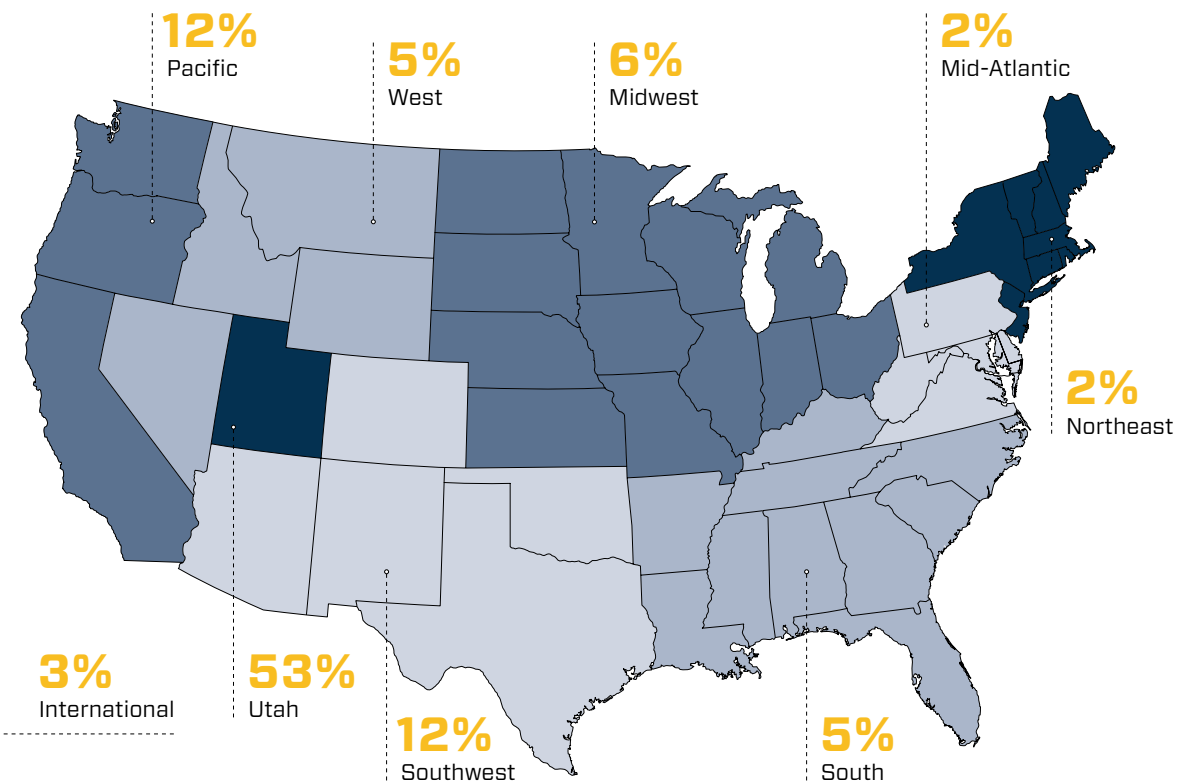 12%
Pacific
5%
West
6%
Midwest
2%
Mid-Atlantic
2%
Northeast
3%
International
53%
Utah
12%
Southwest
5%
South